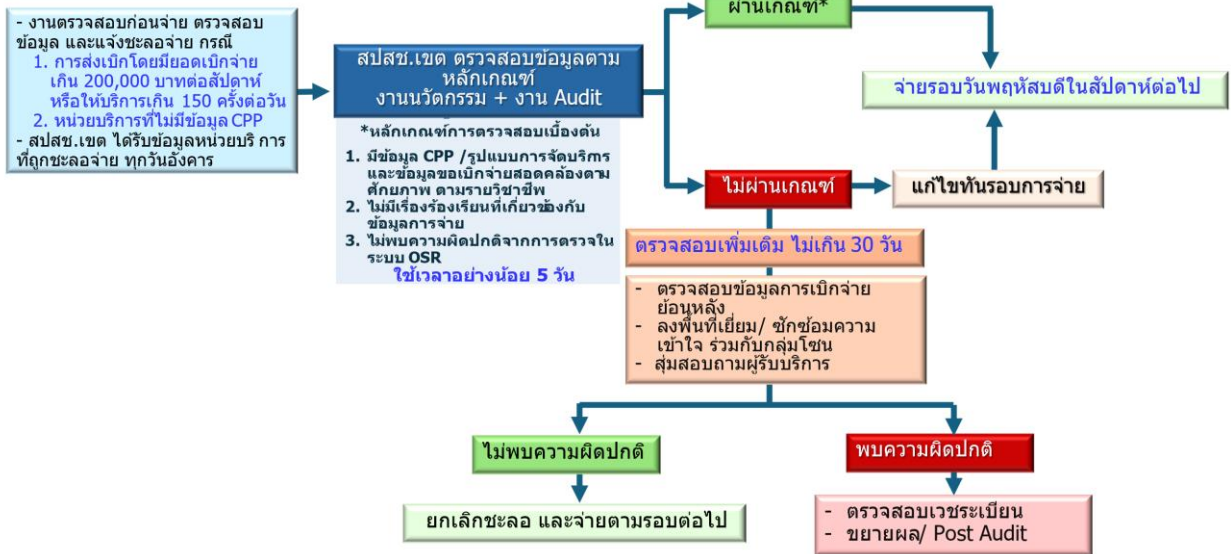 - งานตรวจสอบก่อนจ่าย ตรวจสอบ
ข้อมูล และแจ้งชะลอจ่าย กรณี
1. การส่งเบิกโดยมียอดเบิกจ่าย
เกิน 200,000 บาทต่อสัปดาห์
หรือให้บริการเกิน 150 ครั้งต่อวัน
2. หน่วยบริการที่ไม่มีข้อมูล CPP
- สปสช.เขต ได้รับข้อมูลหน่วยบริการ
ที่ถูกชะลอจ่าย ทุกวันอังคาร
สปสช.เขต ตรวจสอบข้อมูลตาม
หลักเกณฑ์
งานนวัตกรรม + งาน Audit
*หลักเกณฑ์การตรวจสอบเบื้องต้น
1. มีข้อมูล CPP /รูปแบบการจัดบริการ
และข้อมูลขอเบิกจ่ายสอดคล้องตาม
ศักยภาพ ตามรายวิชาชีพ
2. ไม่มีเรื่องร้องเรียนที่เกี่ยวข้องกับ
ข้อมูลการจ่าย
3. ไม่พบความผิดปกติจากการตรวจใน
ระบบ OSR
ใช้เวลาอย่างน้อย 5 วัน
ผ่านเกณฑ์*
จ่ายรอบวันพฤหัสบดีในสัปดาห์ต่อไป
ไม่ผ่านเกณฑ์
แก้ไขทันรอบการจ่าย
ตรวจสอบเพิ่มเติม ไม่เกิน 30 วัน
- ตรวจสอบข้อมูลการเบิกจ่าย
ย้อนหลัง
- ลงพื้นที่เยี่ยม/ ซักซ้อมความ
เข้าใจ ร่วมกับกลุ่มโซน
- สุ่มสอบถามผู้รับบริการ
ไม่พบความผิดปกติ
พบความผิดปกติ
ยกเลิกชะลอ และจ่ายตามรอบต่อไป
- ตรวจสอบเวชระเบียน
- ขยายผล/ Post Audit